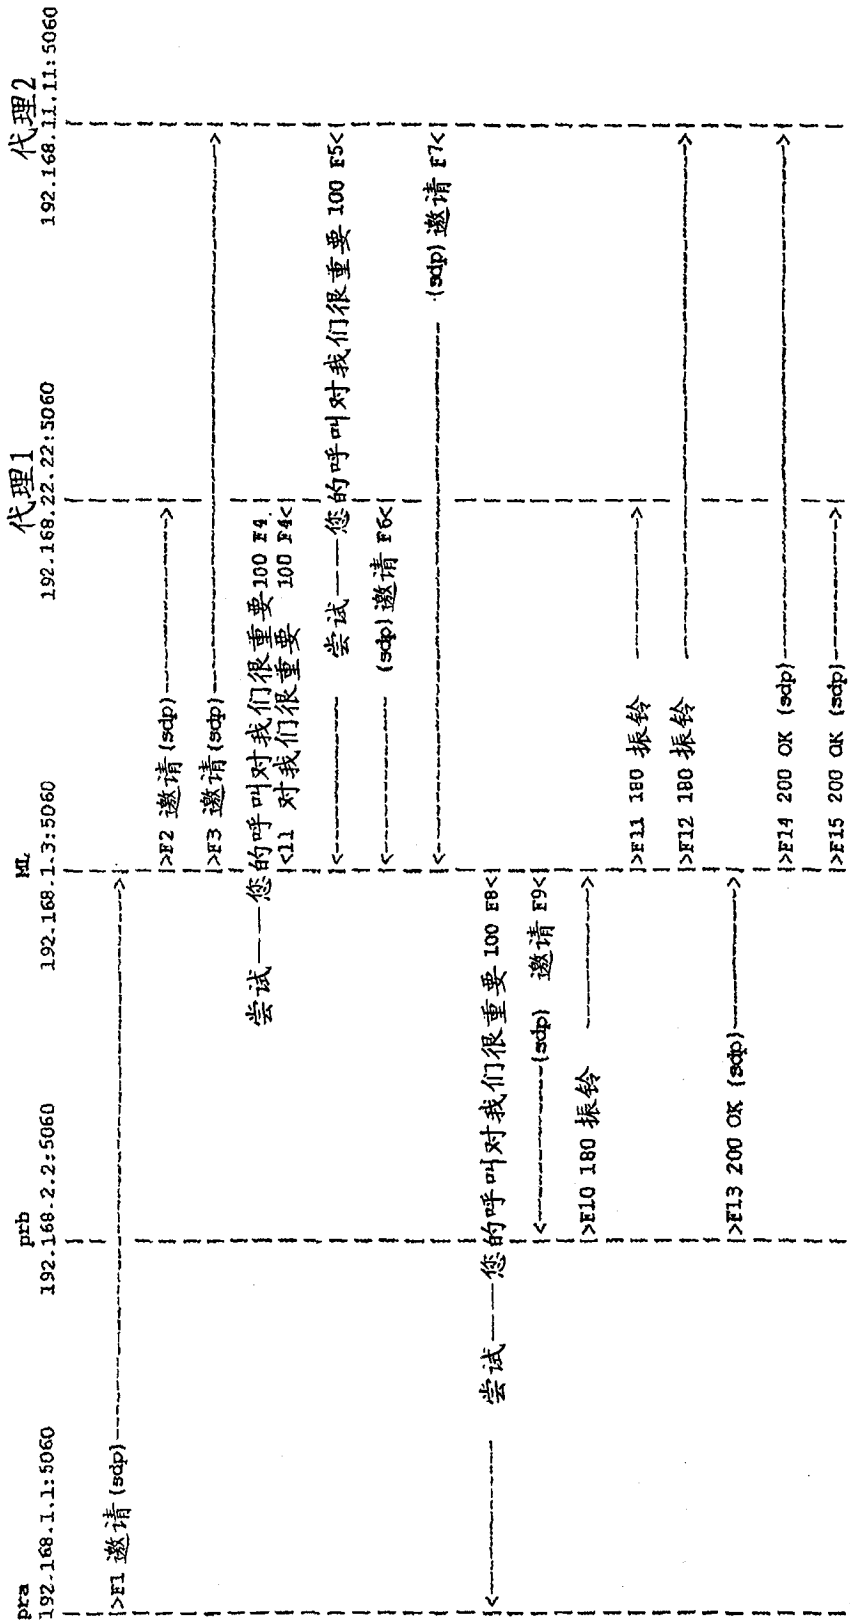 pra
192.168.1.1:5060
prb
192.168.2.2:5060
ML
192.168.1.3:5060
代理1
192.168.22.22:5060
代理2
192.168.11.11:5060
>F1 邀请(sdp)
>F2 邀请(sdp)
>F3 邀请(sdp)
尝试——您的呼叫对我们很重要100 F4
<11 对我们很重要 100 F4<
尝试——您的呼叫对我们很重要 100 F5<
(sdp)邀请 F6<
(sdp)邀请 F7<
尝试——您的呼叫对我们很重要 100 F8<
(sdp) 邀请 F9<
>F10 180 振铃
>F11 180 振铃
>F12 180 振铃
>F13 200 OK (sdp)
>F14 200 OK (sdp)
>F15 200 OK (sdp)